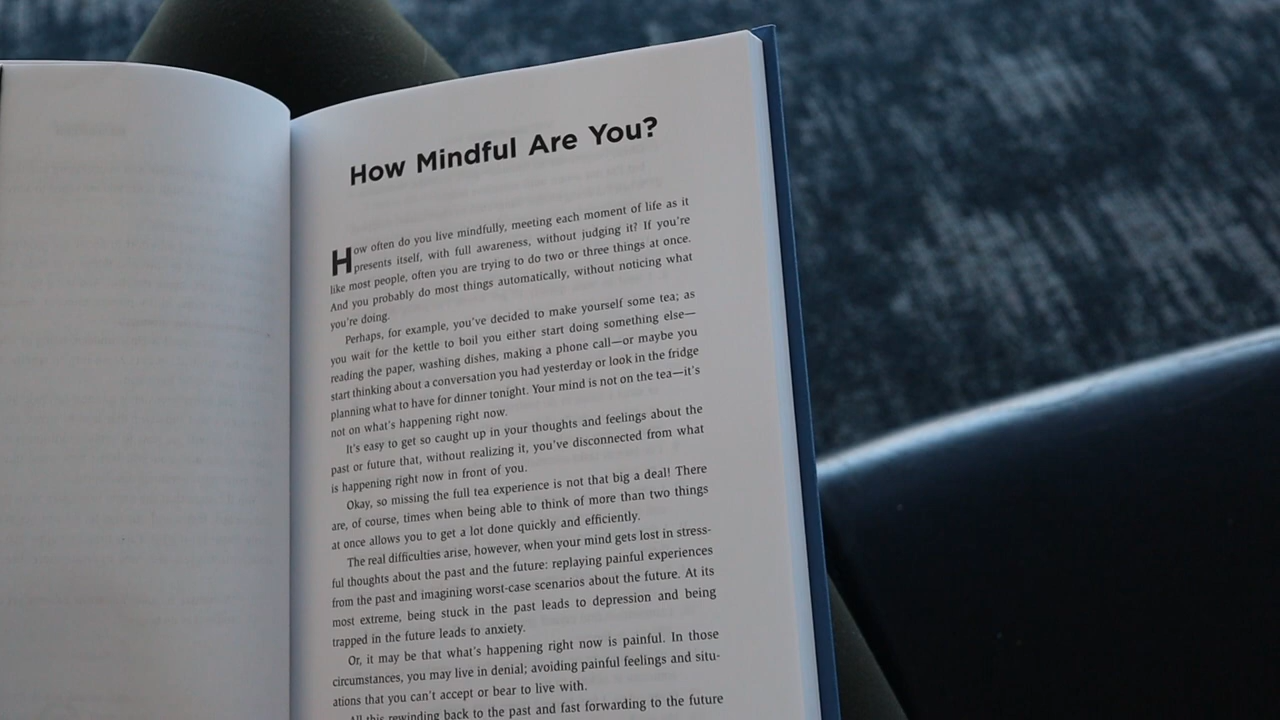 How Mindful Are You?
How often do you live mindfully, meeting each moment of life as it
presents itself, with full awareness, without judging it? If you're
like most people, often you are trying to do two or three things at once.
And you probably do most things automatically, without noticing what
you're doing.
Perhaps, for example, you've decided to make yourself some tea; as
you wait for the kettle to boil you either start doing something else—
reading the paper, washing dishes, making a phone call—or maybe you
start thinking about a conversation you had yesterday or look in the fridge
planning what to have for dinner tonight. Your mind is not on the tea—it's
not on what's happening right now.
It's easy to get so caught up in your thoughts and feelings about the
past or future that, without realizing it, you've disconnected from what
is happening right now in front of you.
Okay, so missing the full tea experience is not that big a deal! There
are, of course, times when being able to think of more than two things
at once allows you to get a lot done quickly and efficiently.
The real difficulties arise, however, when your mind gets lost in stress-
ful thoughts about the past and the future: replaying painful experiences
from the past and imagining worst-case scenarios about the future. At its
most extreme, being stuck in the past leads to depression and being
trapped in the future leads to anxiety.
Or, it may be that what's happening right now is painful. In those
circumstances, you may live in denial; avoiding painful feelings and situ-
ations that you can't accept or bear to live with.
All this rewinding back to the past and fast forwarding to the future